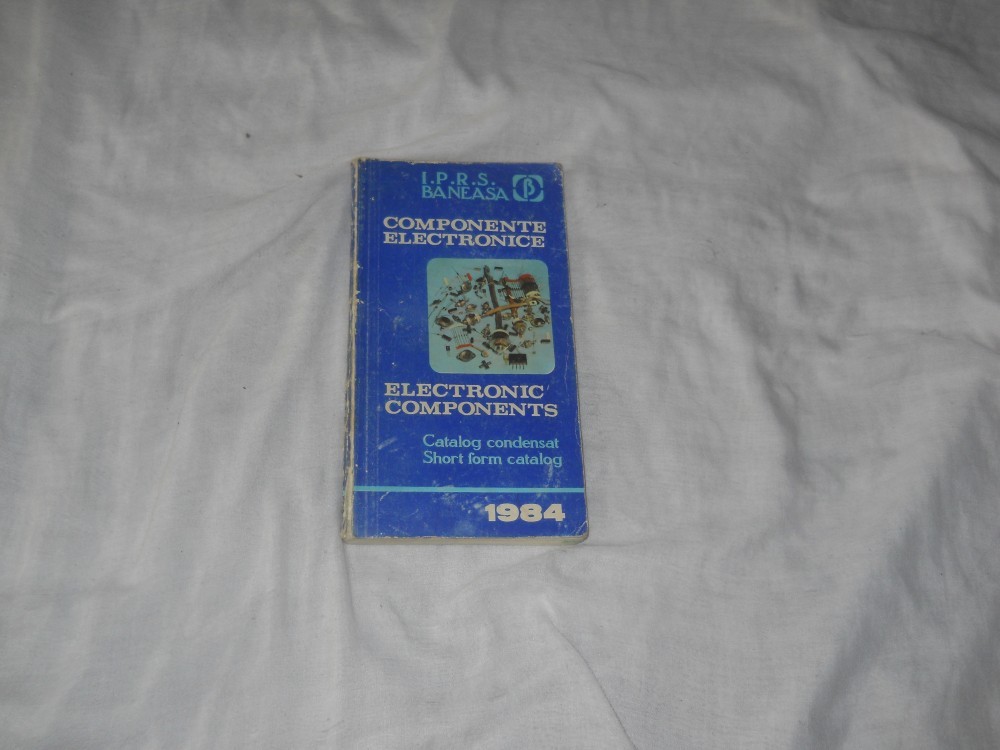 I.P.R.S.
BANEASA β
COMPONENTE
ELECTRONICE
ELECTRONIC
COMPONENTS
Catalog condensat
Short form catalog
1984